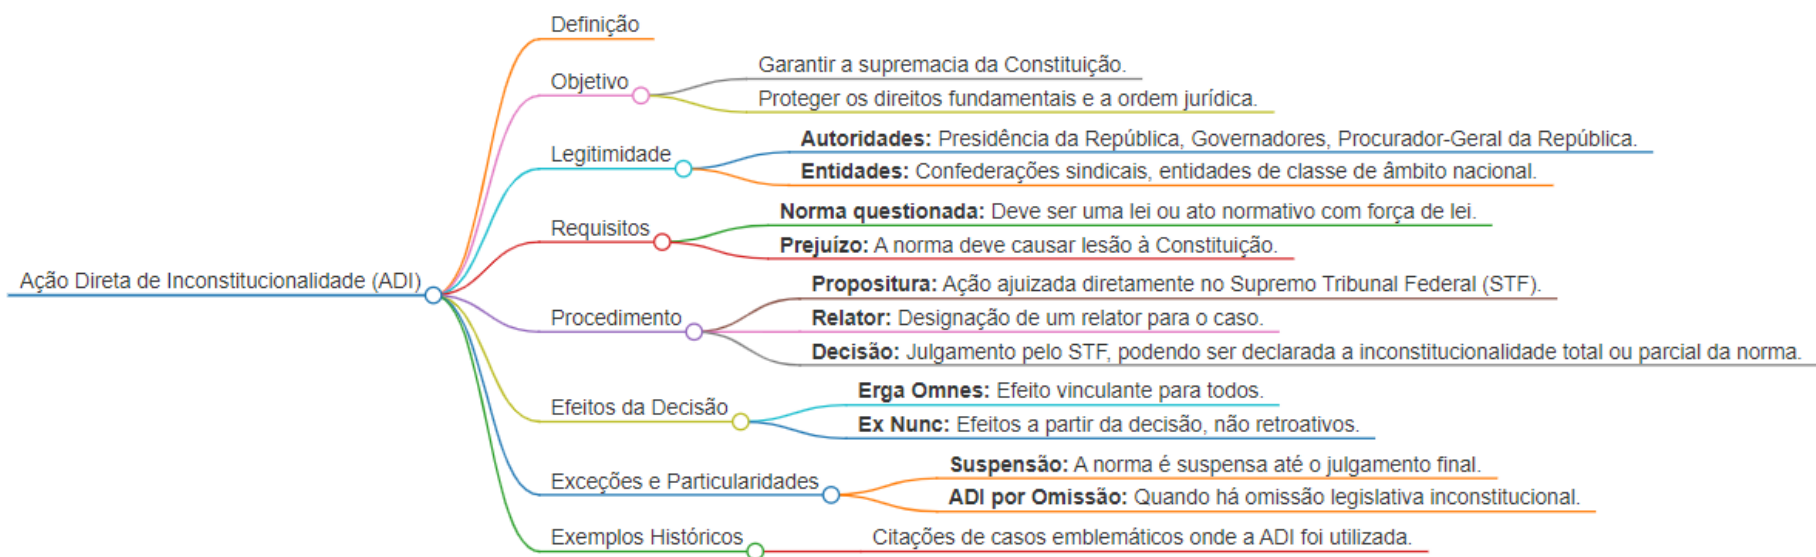 Definição
Objetivo
Garantir a supremacia da Constituição.
Proteger os direitos fundamentais e a ordem jurídica.
Legitimidade
Autoridades: Presidência da República, Governadores, Procurador-Geral da República.
Entidades: Confederações sindicais, entidades de classe de âmbito nacional.
Requisitos
Norma questionada: Deve ser uma lei ou ato normativo com força de lei.
Prejuízo: A norma deve causar lesão à Constituição.
Ação Direta de Inconstitucionalidade (ADI)
Procedimento
Propositura: Ação ajuizada diretamente no Supremo Tribunal Federal (STF).
Relator: Designação de um relator para o caso.
Decisão: Julgamento pelo STF, podendo ser declarada a inconstitucionalidade total ou parcial da norma.
Efeitos da Decisão
Erga Omnes: Efeito vinculante para todos.
Ex Nunc: Efeitos a partir da decisão, não retroativos.
Exceções e Particularidades
Suspensão: A norma é suspensa até o julgamento final.
ADI por Omissão: Quando há omissão legislativa inconstitucional.
Exemplos Históricos
Citações de casos emblemáticos onde a ADI foi utilizada.